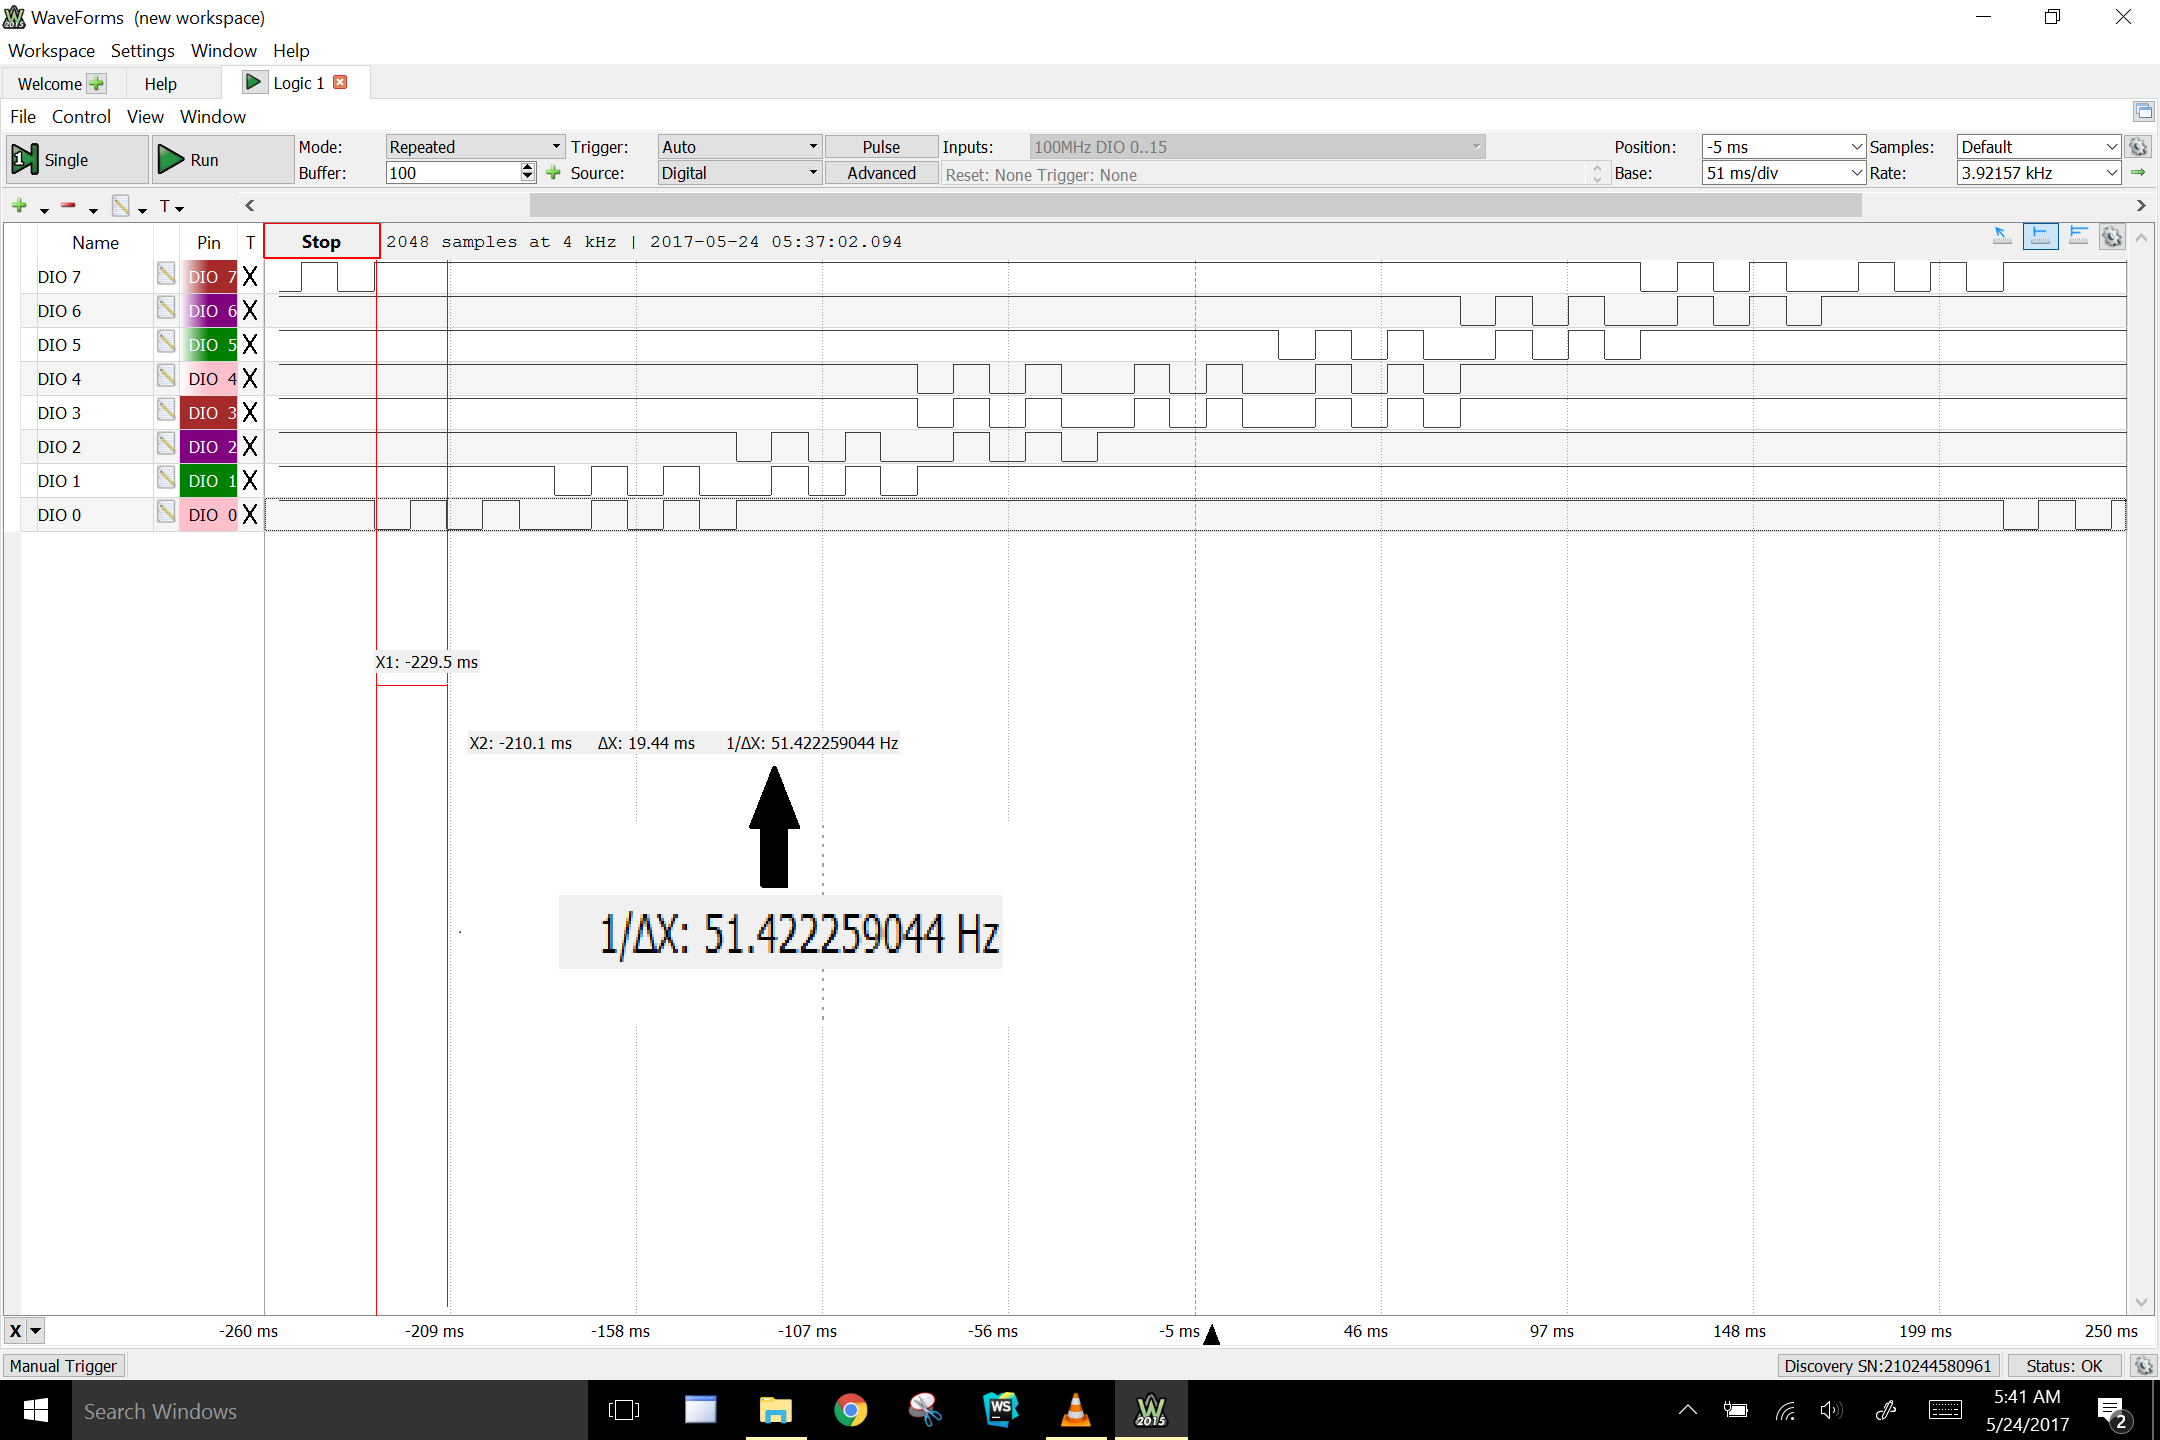 WaveForms (new workspace)
Workspace Settings Window Help
Welcome Help Logic 1
File Control View Window
Single Run Mode: Repeated Trigger: Auto Pulse Inputs: 100MHz DIO 0..15 Position: -5 ms Samples: Default
Buffer: 100 Source: Digital Advanced Reset: None Trigger: None Base: 51 ms/div Rate: 3.92157 kHz
T
Name Pin T Stop 2048 samples at 4 kHz | 2017-05-24 05:37:02.094
DIO 7 DIO 7 X
DIO 6 DIO 6 X
DIO 5 DIO 5 X
DIO 4 DIO 4 X
DIO 3 DIO 3 X
DIO 2 DIO 2 X
DIO 1 DIO 1 X
DIO 0 DIO 0 X
X1: -229.5 ms
X2: -210.1 ms ΔX: 19.44 ms 1/ΔX: 51.422259044 Hz
1/ΔX: 51.422259044 Hz
X -260 ms -209 ms -158 ms -107 ms -56 ms -5 ms 46 ms 97 ms 148 ms 199 ms 250 ms
Manual Trigger Discovery SN:210244580961 Status: OK
Search Windows WS W 2015 5:41 AM
5/24/2017 2